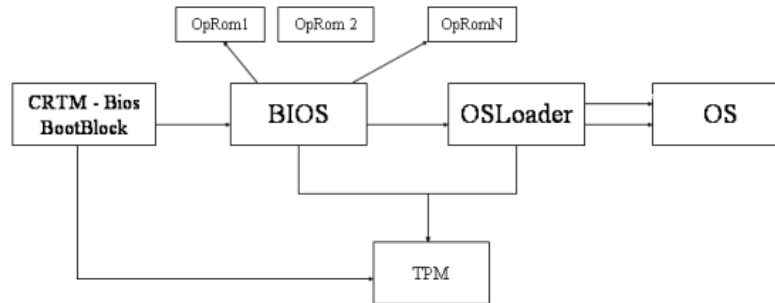 OpRom1
OpRom 2
OpRomN
CRTM - Bios
BootBlock
BIOS
OSLoader
OS
TPM